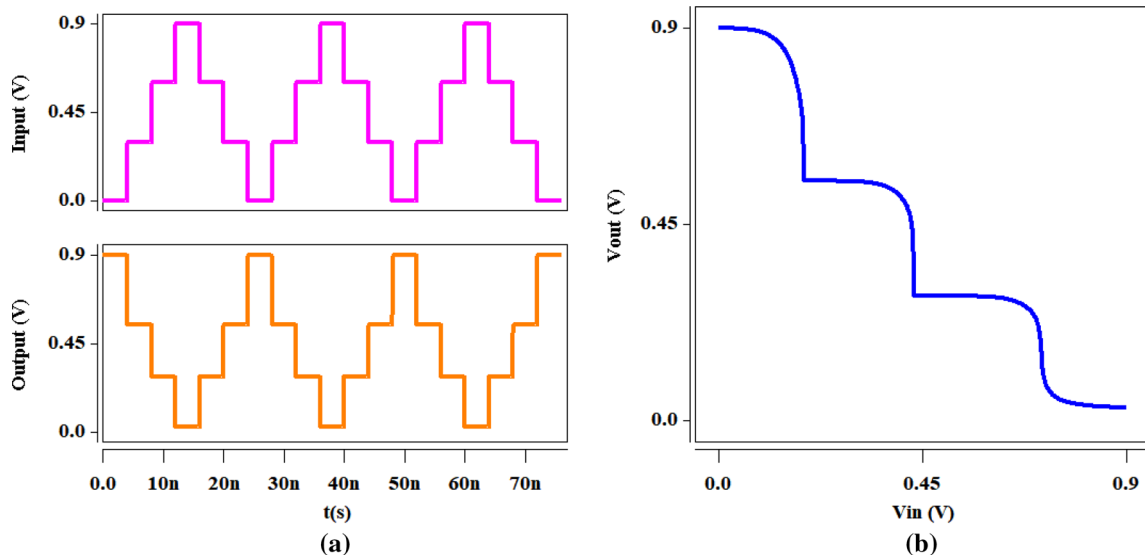 Input (V)
0.9
0.45
0.0
Output (V)
0.9
0.45
0.0
0.0 10n 20n 30n 40n 50n 60n 70n
t(s)
(a)
Vout (V)
0.9
0.45
0.0
0.0 0.45 0.9
Vin (V)
(b)